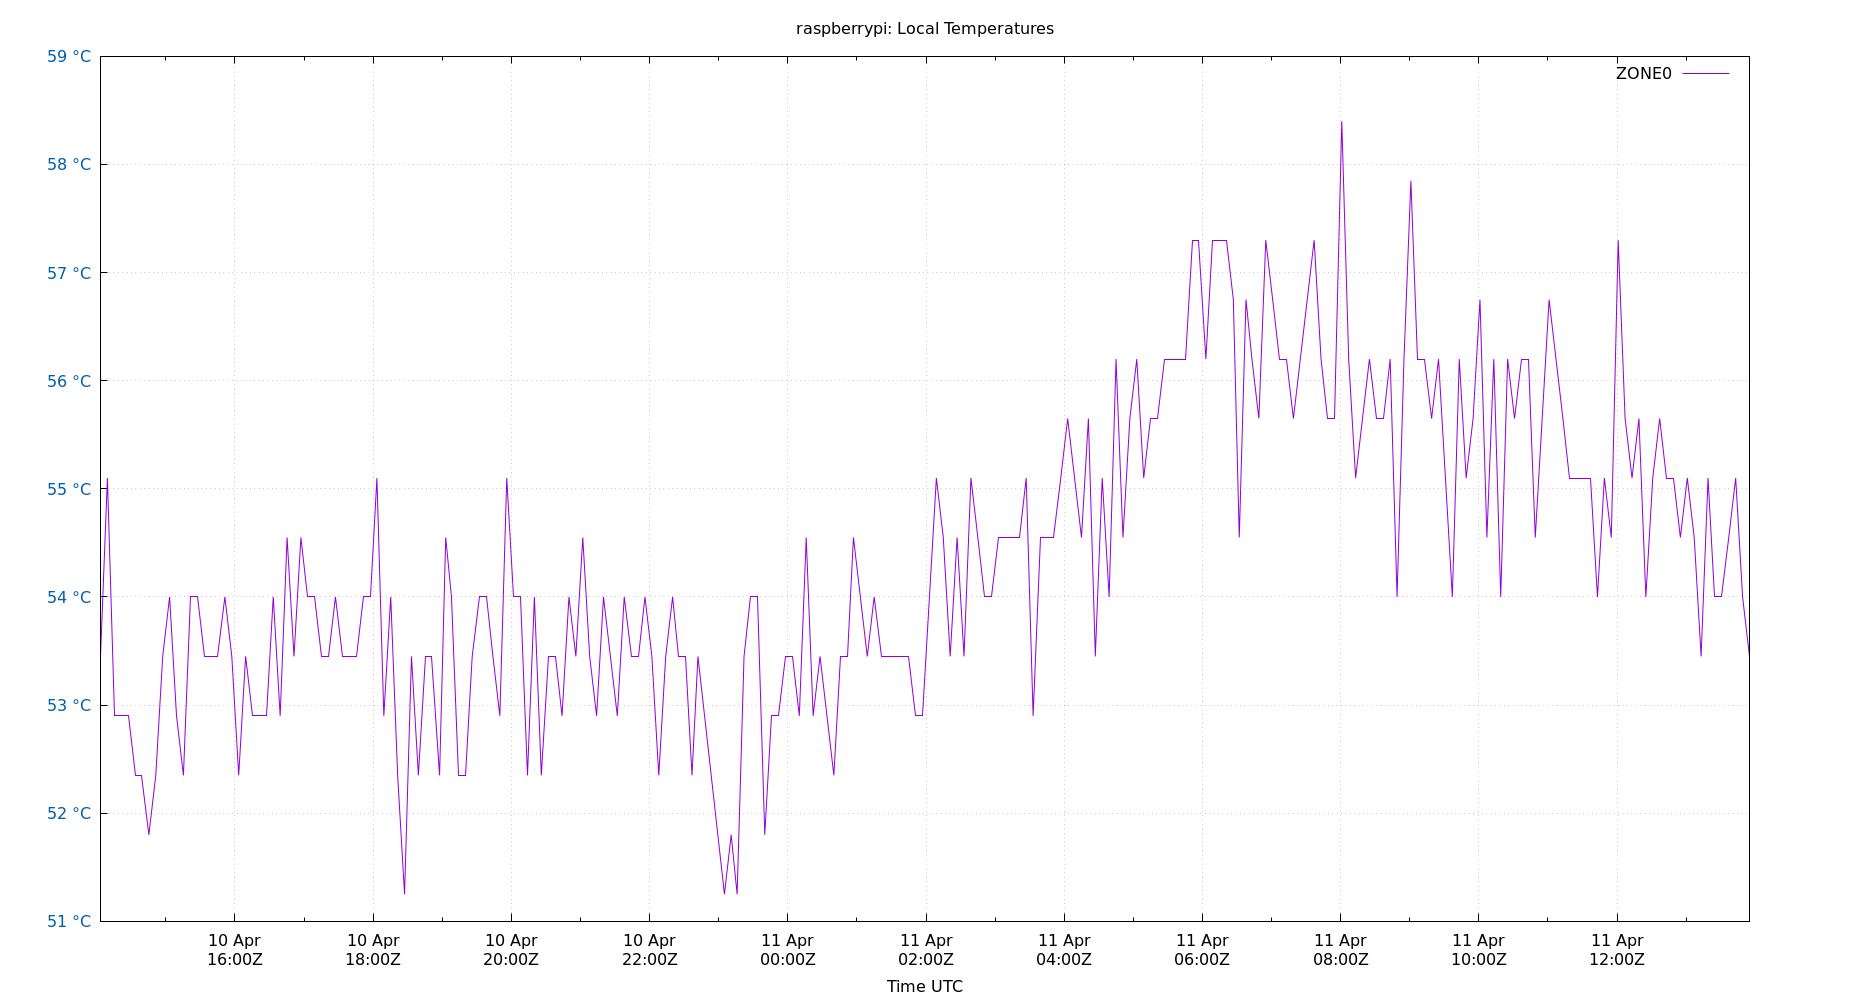 raspberrypi: Local Temperatures
59 °C
ZONE0
58 °C
57 °C
56 °C
55 °C
54 °C
53 °C
52 °C
51 °C
10 Apr 10 Apr 10 Apr 10 Apr 11 Apr 11 Apr 11 Apr 11 Apr 11 Apr 11 Apr 11 Apr
16:00Z 18:00Z 20:00Z 22:00Z 00:00Z 02:00Z 04:00Z 06:00Z 08:00Z 10:00Z 12:00Z
Time UTC